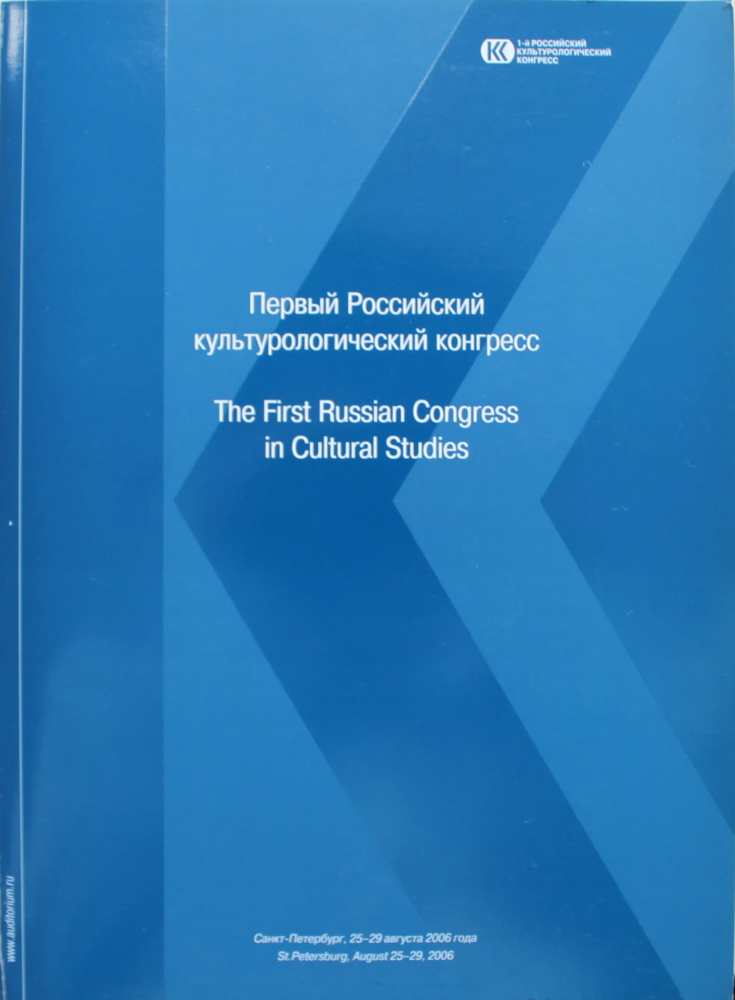 1-й РОССИЙСКИЙ
КУЛЬТУРОЛОГИЧЕСКИЙ
КОНГРЕСС
Первый Российский
культурологический конгресс
The First Russian Congress
in Cultural Studies
Санкт-Петербург, 25–29 августа 2006 года
St.Petersburg, August 25–29, 2006
www.auditorium.ru